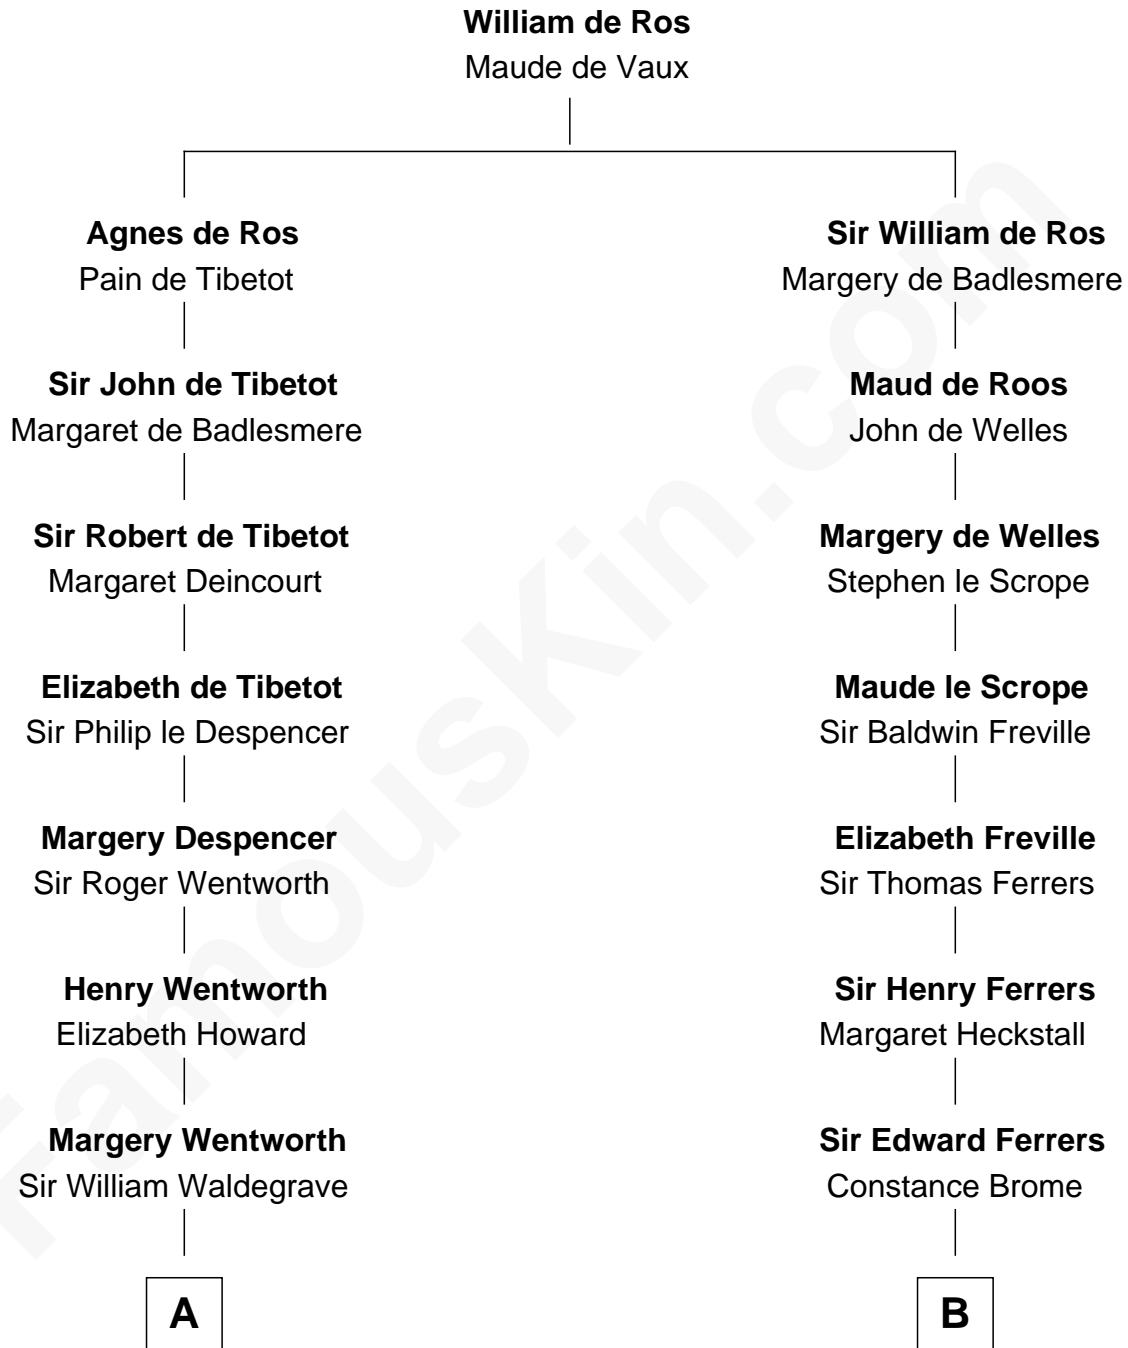 William de Ros
Maude de Vaux
Agnes de Ros
Pain de Tibetot
Sir John de Tibetot
Margaret de Badlesmere
Sir Robert de Tibetot
Margaret Deincourt
Elizabeth de Tibetot
Sir Philip le Despencer
Margery Despencer
Sir Roger Wentworth
Henry Wentworth
Elizabeth Howard
Margery Wentworth
Sir William Waldegrave
A
Sir William de Ros
Margery de Badlesmere
Maud de Roos
John de Welles
Margery de Welles
Stephen le Scrope
Maude le Scrope
Sir Baldwin Freville
Elizabeth Freville
Sir Thomas Ferrers
Sir Henry Ferrers
Margaret Heckstall
Sir Edward Ferrers
Constance Brome
B
FamousKin.com